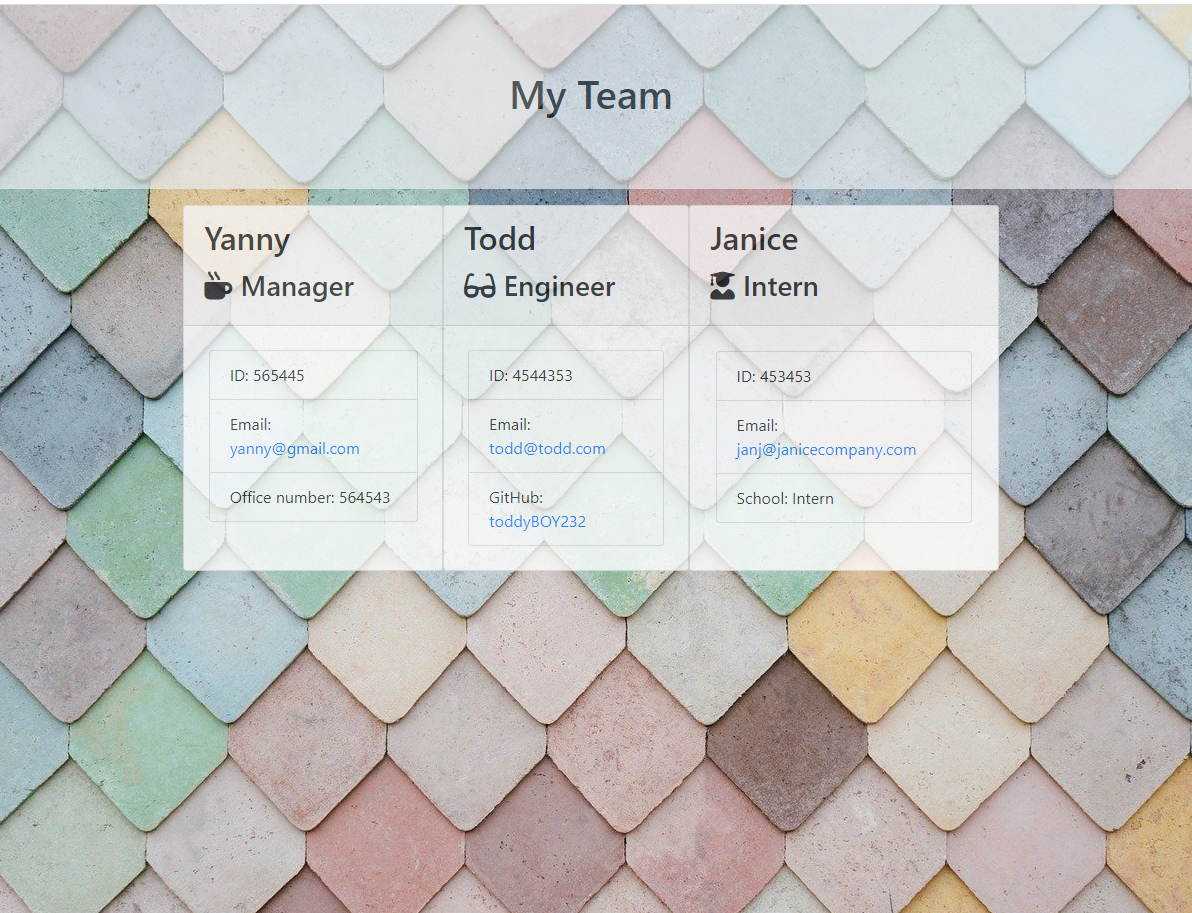 My Team
Yanny
Manager
ID: 565445
Email:
yanny@gmail.com
Office number: 564543
Todd
Engineer
ID: 4544353
Email:
todd@todd.com
GitHub:
toddyBOY232
Janice
Intern
ID: 453453
Email:
janj@janicecompany.com
School: Intern